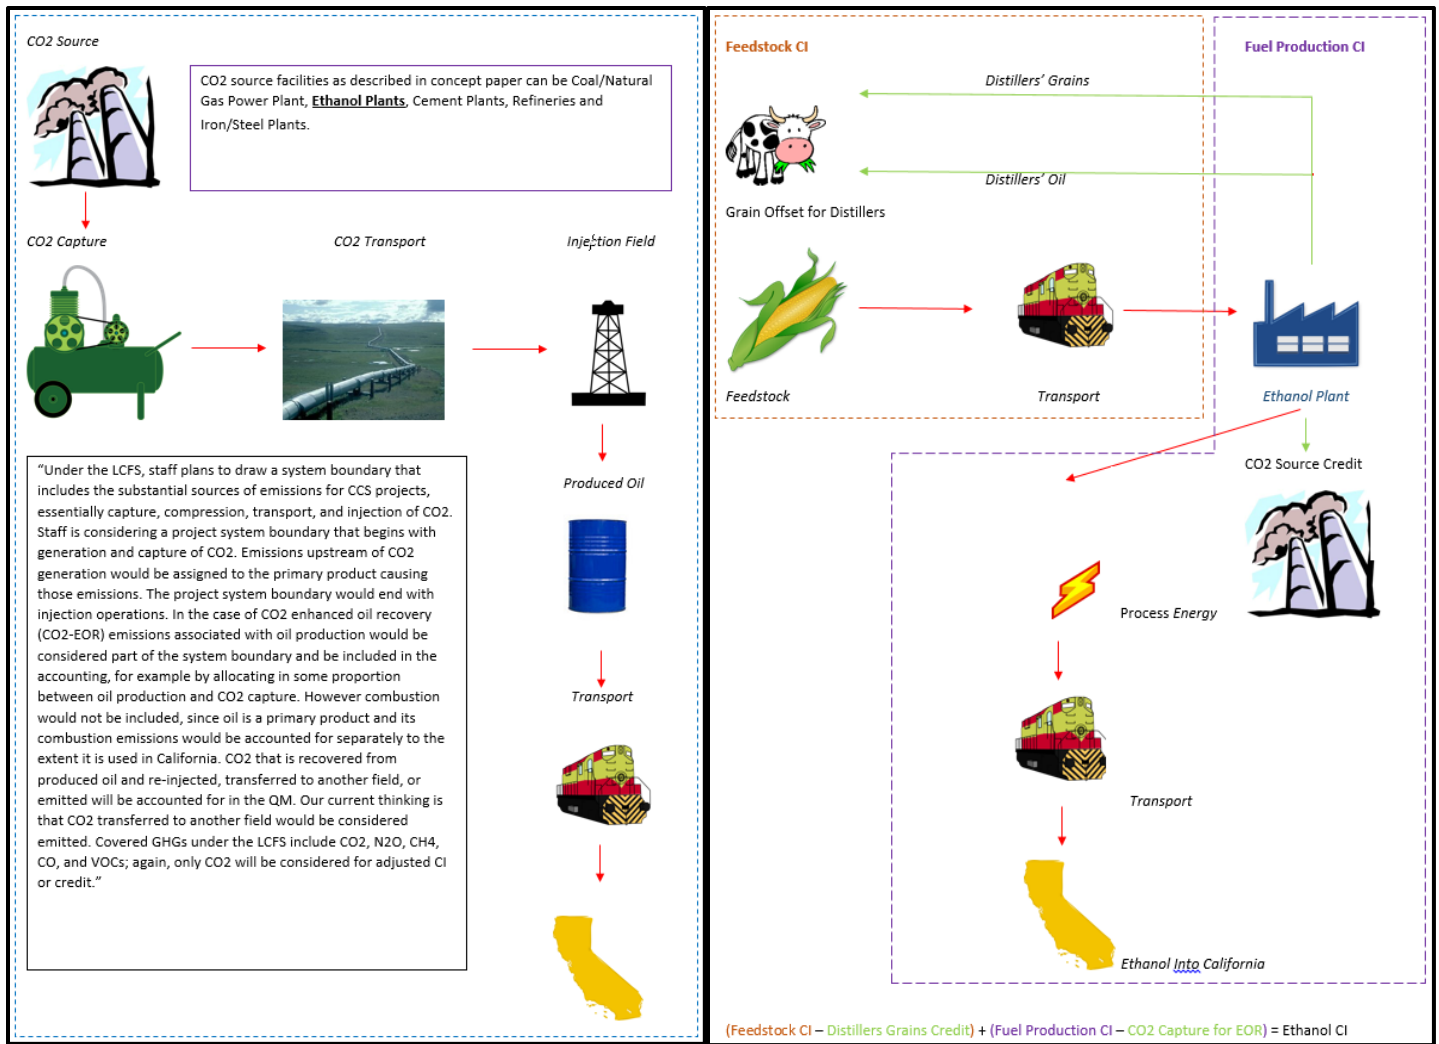 CO2 Source
CO2 source facilities as described in concept paper can be Coal/Natural
Gas Power Plant, Ethanol Plants, Cement Plants, Refineries and
Iron/Steel Plants.
CO2 Capture
CO2 Transport
Injection Field
“Under the LCFS, staff plans to draw a system boundary that
includes the substantial sources of emissions for CCS projects,
essentially capture, compression, transport, and injection of CO2.
Staff is considering a project system boundary that begins with
generation and capture of CO2. Emissions upstream of CO2
generation would be assigned to the primary product causing
those emissions. The project system boundary would end with
injection operations. In the case of CO2 enhanced oil recovery
(CO2-EOR) emissions associated with oil production would be
considered part of the system boundary and be included in the
accounting, for example by allocating in some proportion
between oil production and CO2 capture. However combustion
would not be included, since oil is a primary product and its
combustion emissions would be accounted for separately to the
extent it is used in California. CO2 that is recovered from
produced oil and re-injected, transferred to another field, or
emitted will be accounted for in the QM. Our current thinking is
that CO2 transferred to another field would be considered
emitted. Covered GHGs under the LCFS include CO2, N2O, CH4,
CO, and VOCs; again, only CO2 will be considered for adjusted CI
or credit.”
Produced Oil
Transport
Feedstock CI
Fuel Production CI
Distillers’ Grains
Distillers’ Oil
Grain Offset for Distillers
Feedstock
Transport
Ethanol Plant
CO2 Source Credit
Process Energy
Transport
Ethanol Into California
(Feedstock CI – Distillers Grains Credit) + (Fuel Production CI – CO2 Capture for EOR) = Ethanol CI